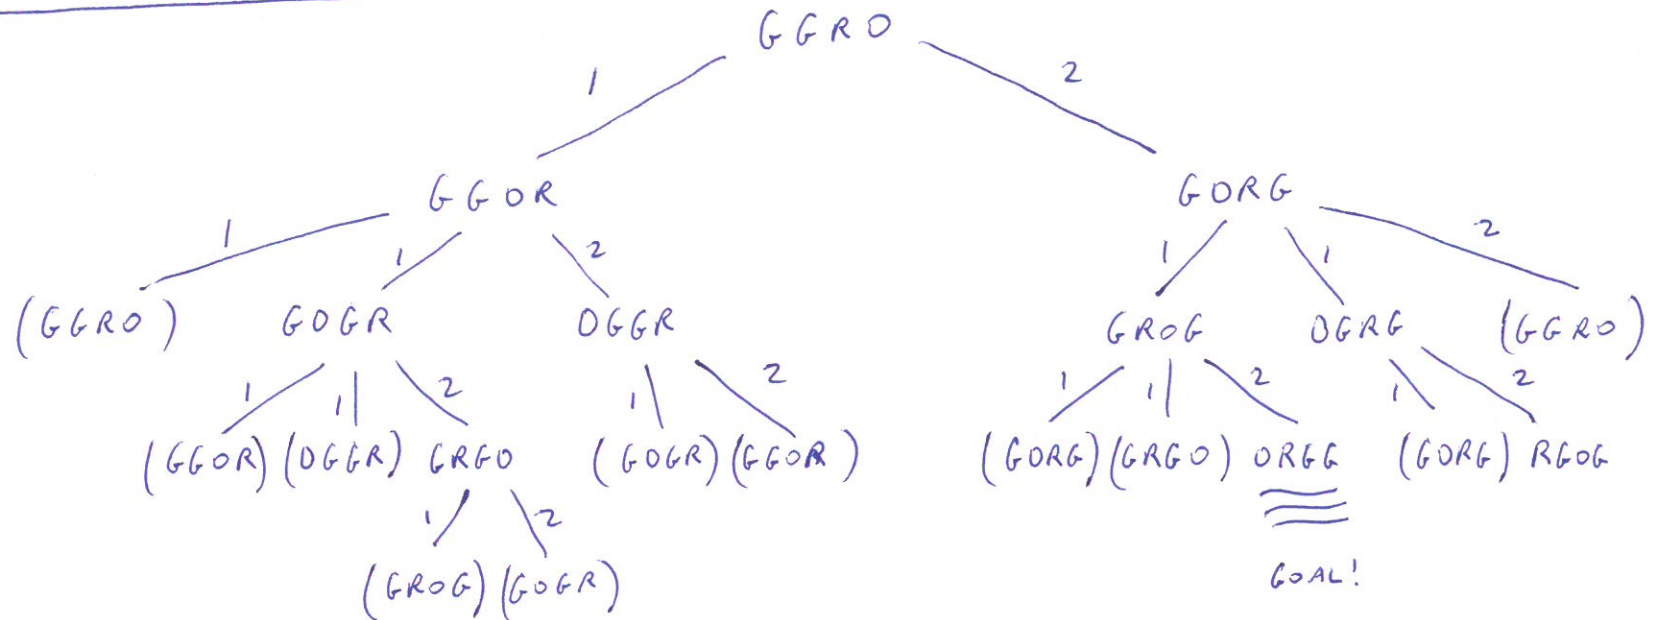 GGRO
1 2
GGOR GORG
1 1 2 1 1 2
(GGRO) GOGR OGGR GROG OGRG (GGRO)
1 1 2 1 2 1 1 2 1 2
(GGOR) (OGGR) GRGO (GOGR) (GGOR) (GORG) (GRGO) ORGG (GORG) RGOG
1 2
(GROG) (GOGR) GOAL!